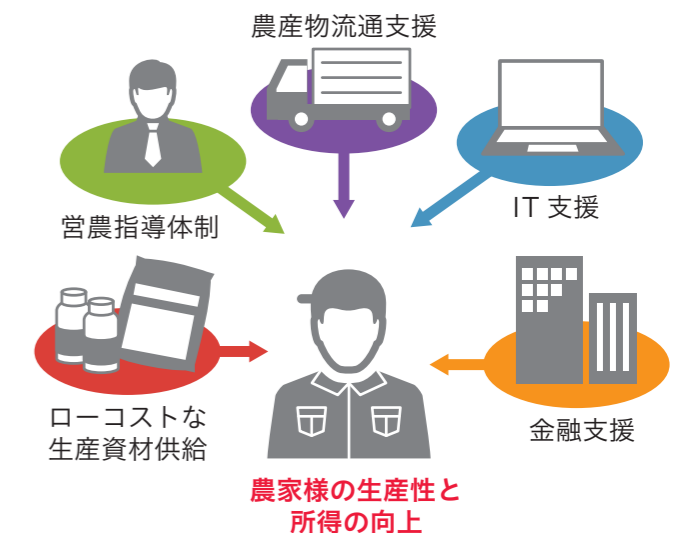 農産物流通支援
営農指導体制
IT 支援
ローコストな
生産資材供給
金融支援
農家様の生産性と
所得の向上